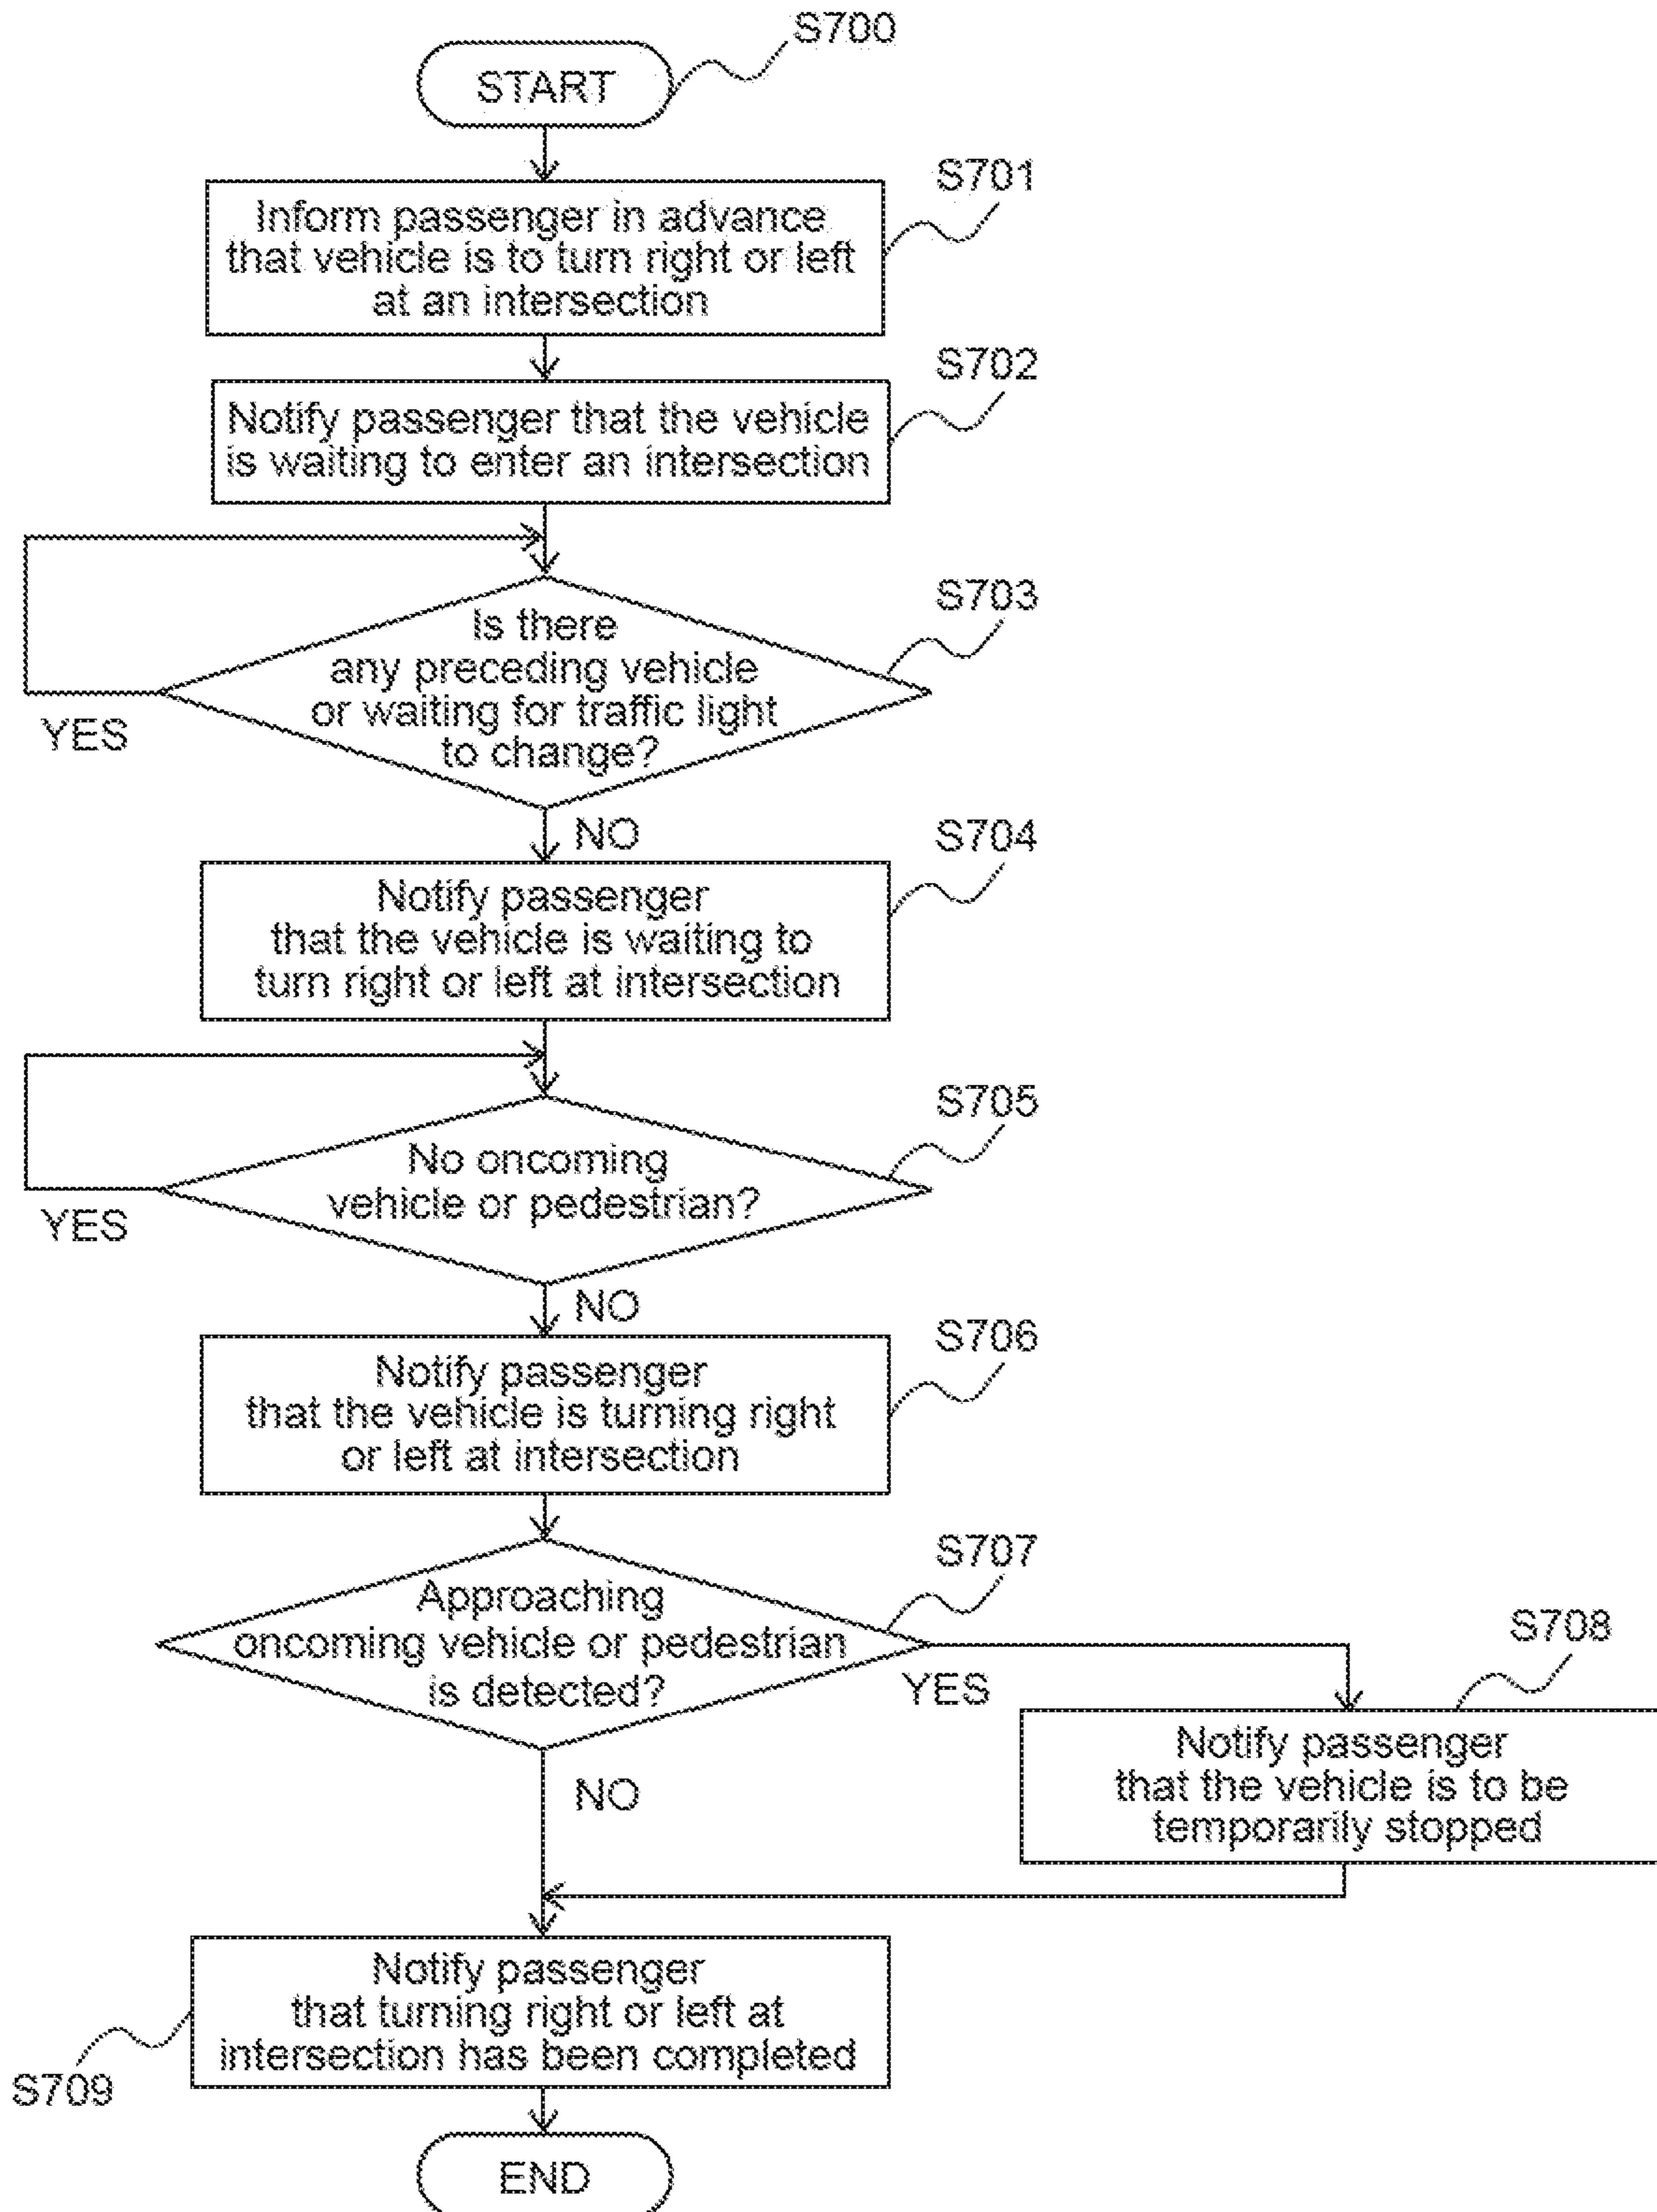 S700
START
S701
Inform passenger in advance
that vehicle is to turn right or left
at an intersection
S702
Notify passenger that the vehicle
is waiting to enter an intersection
S703
Is there
any preceding vehicle
or waiting for traffic light
to change?
YES
NO
S704
Notify passenger
that the vehicle is waiting to
turn right or left at intersection
S705
No oncoming
vehicle or pedestrian?
YES
NO
S706
Notify passenger
that the vehicle is turning right
or left at intersection
S707
Approaching
oncoming vehicle or pedestrian
is detected?
YES
S708
Notify passenger
that the vehicle is to be
temporarily stopped
NO
Notify passenger
that turning right or left at
intersection has been completed
S709
END